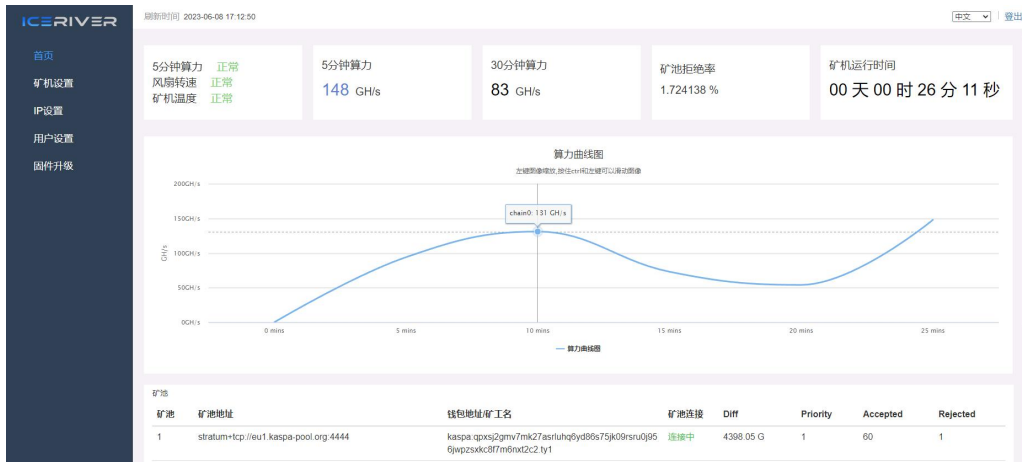 ICERIVER
刷新时间 2023-06-08 17:12:50
中文
登出
首页
矿机设置
IP设置
用户设置
固件升级
5分钟算力 正常
风扇转速 正常
矿机温度 正常
5分钟算力
148 GH/s
30分钟算力
83 GH/s
矿池拒绝率
1.724138 %
矿机运行时间
00 天 00 时 26 分 11 秒
算力曲线图
左键图像缩放,按住ctrl和左键可以滑动图像
200GH/s
150GH/s
100GH/s
50GH/s
0GH/s
GH/s
chain0: 131 GH/s
0 mins
5 mins
10 mins
15 mins
20 mins
25 mins
算力曲线图
矿池
矿池 矿池地址 钱包地址/矿工名 矿池连接 Diff Priority Accepted Rejected
1 stratum+tcp://eu1.kaspa-pool.org:4444 kaspa:qpxsj2gmv7mk27asrluhq6yd86s75jk09rsru0j95 连接中 4398.05 G 1 60 1
6jwpzsxkc8f7m6nxt2c2.ty1